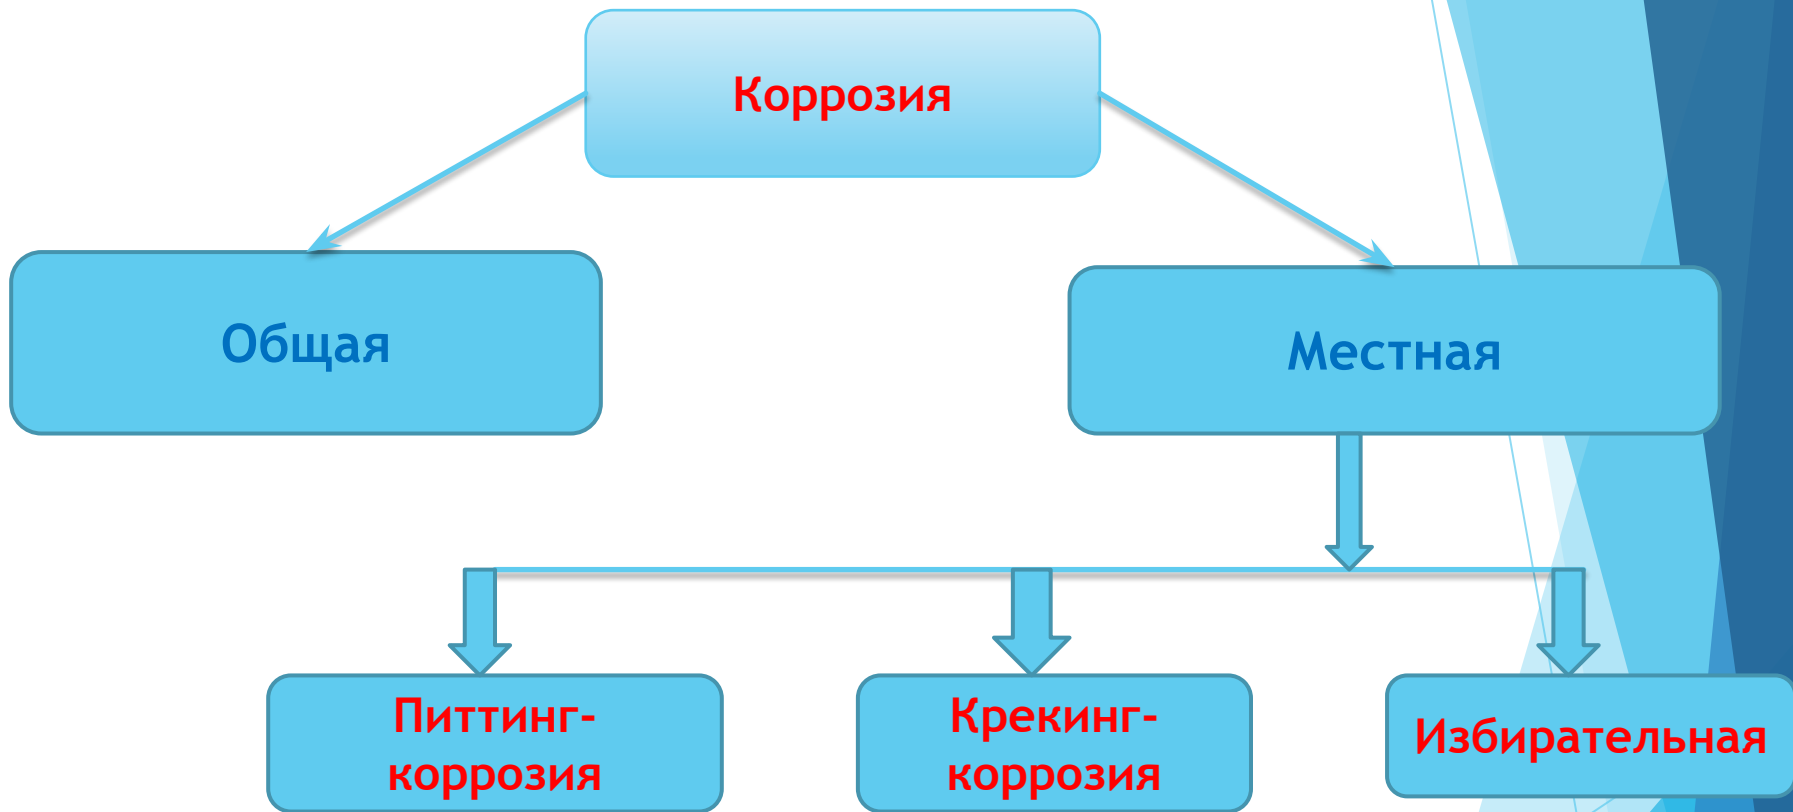 Коррозия
Общая
Местная
Питтинг-
коррозия
Крекинг-
коррозия
Избирательная